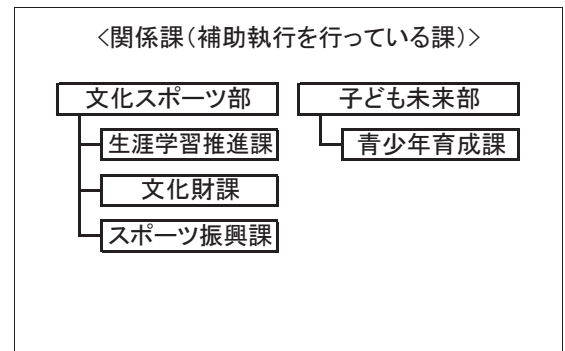 <関係課(補助執行を行っている課)>
文化スポーツ部
生涯学習推進課
文化財課
スポーツ振興課
子ども未来部
青少年育成課